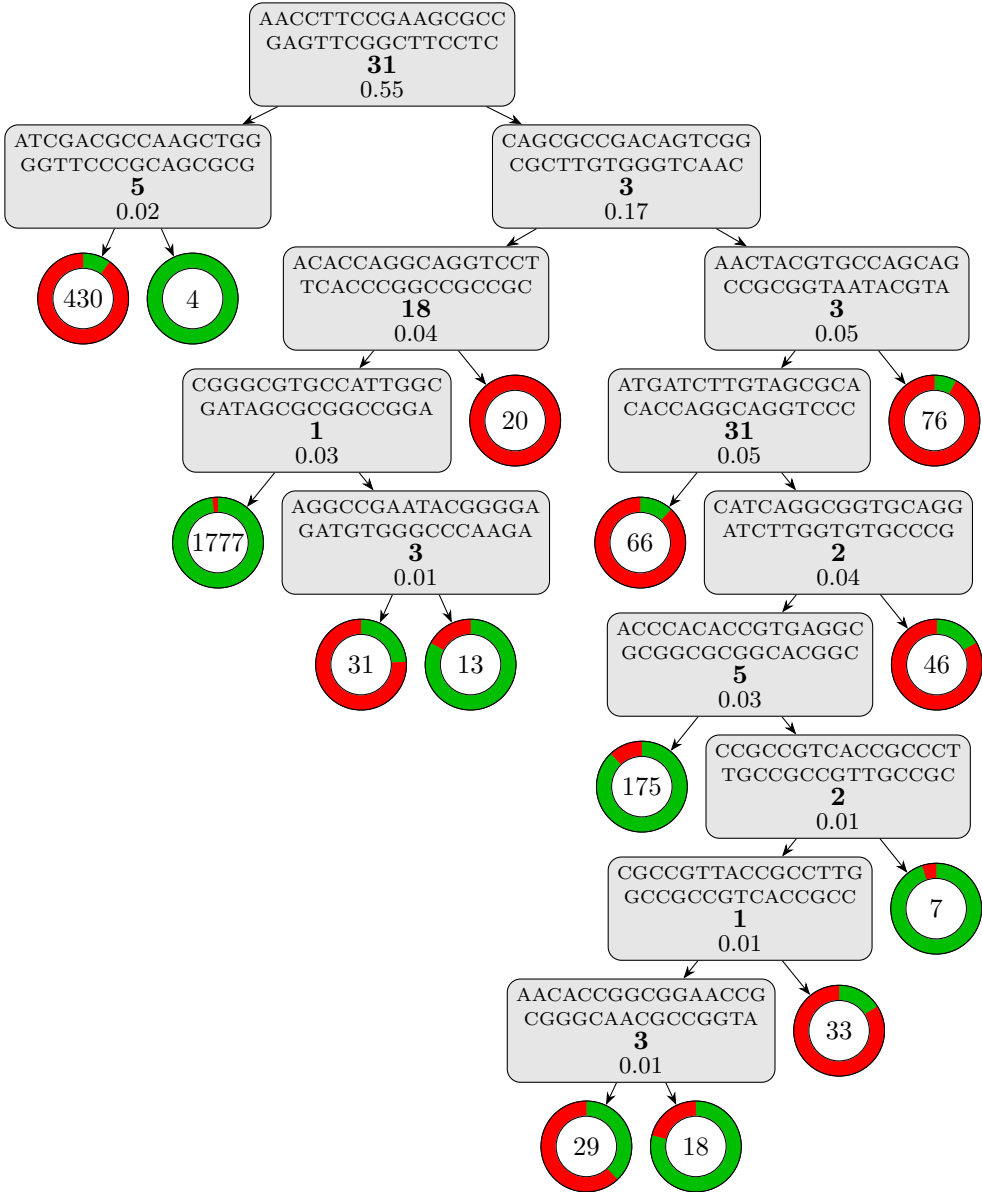 AACCTTCCGAAGCGCC
GAGTTCGGCTTCCTC
31
0.55
ATCGACGCCAAGCTGG
GGTTCCCGCAGCGCG
5
0.02
CAGCGCCGACAGTCGG
CGCTTGTGGGTCAAC
3
0.17
430
4
ACACCAGGCAGGTCCT
TCACCCGGCCGCCGC
18
0.04
AACTACGTGCCAGCAG
CCGCGGTAATACGTA
3
0.05
CGGGCGTGCCATTGGC
GATAGCGCGGCCGGA
1
0.03
20
ATGATCTTGTAGCGCA
CACCAGGCAGGTCCC
31
0.05
76
1777
AGGCCGAATACGGGGA
GATGTGGGCCCAAGA
3
0.01
66
CATCAGGCGGTGCAGG
ATCTTGGTGTGCCCG
2
0.04
31
13
ACCCACACCGTGAGGC
GCGGCGCGGCACGGC
5
0.03
46
175
CCGCCGTCACCGCCCT
TGCCGCCGTTGCCGC
2
0.01
CGCCGTTACCGCCTTG
GCCGCCGTCACCGCC
1
0.01
7
AACACCGGCGGAACCG
CGGGCAACGCCGGTA
3
0.01
33
29
18